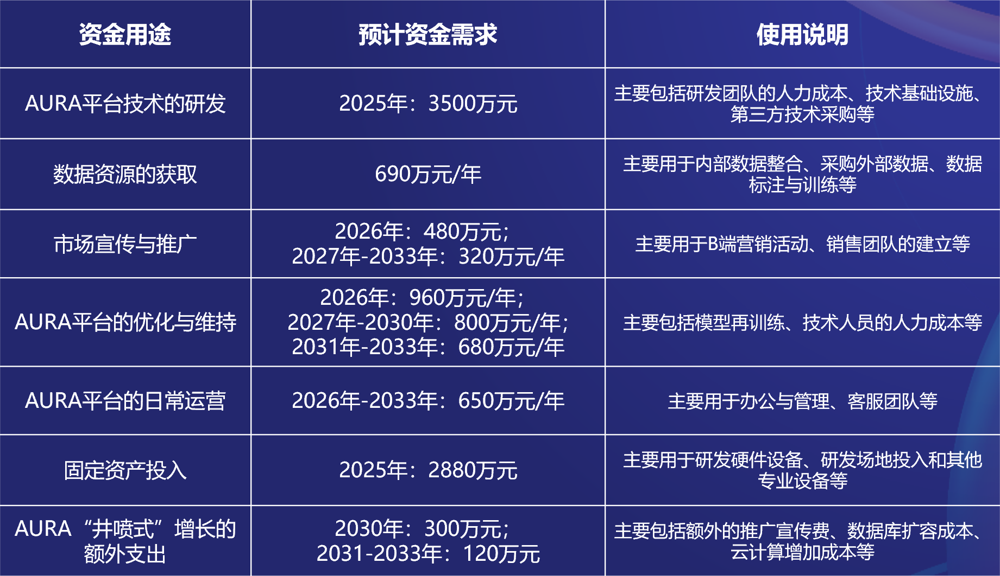 资金用途
预计资金需求
使用说明
AURA平台技术的研发
2025年：3500万元
主要包括研发团队的人力成本、技术基础设施、
第三方技术采购等
数据资源的获取
690万元/年
主要用于内部数据整合、采购外部数据、数据
标注与训练等
市场宣传与推广
2026年：480万元；
2027年-2033年：320万元/年
主要用于B端营销活动、销售团队的建立等
AURA平台的优化与维持
2026年：960万元/年；
2027年-2030年：800万元/年；
2031年-2033年：680万元/年
主要包括模型再训练、技术人员的人力成本等
AURA平台的日常运营
2026年-2033年：650万元/年
主要用于办公与管理、客服团队等
固定资产投入
2025年：2880万元
主要用于研发硬件设备、研发场地投入和其他
专业设备等
AURA“井喷式”增长的
额外支出
2030年：300万元；
2031-2033年：120万元
主要包括额外的推广宣传费、数据库扩容成本、
云计算增加成本等